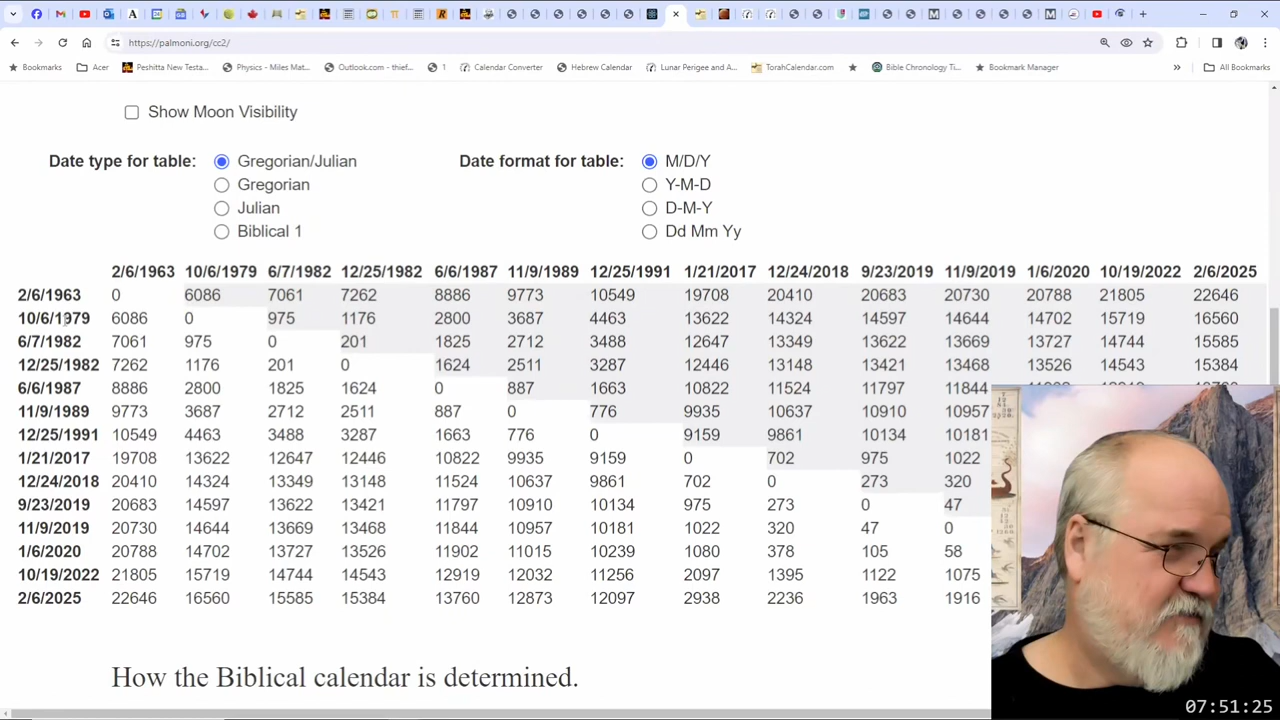 https://palmoni.org/cc2/
Bookmarks Acer Peshitta New Testa... Physics - Miles Mat... Outlook.com - thief... 1 Calendar Converter Hebrew Calendar Lunar Perigee and A... TorahCalendar.com Bible Chronology Ti... Bookmark Manager All Bookmarks
Show Moon Visibility
Date type for table: Gregorian/Julian Date format for table: M/D/Y
Gregorian Y-M-D
Julian D-M-Y
Biblical 1 Dd Mm Yy
2/6/1963 10/6/1979 6/7/1982 12/25/1982 6/6/1987 11/9/1989 12/25/1991 1/21/2017 12/24/2018 9/23/2019 11/9/2019 1/6/2020 10/19/2022 2/6/2025
2/6/1963 0 6086 7061 7262 8886 9773 10549 19708 20410 20683 20730 20788 21805 22646
10/6/1979 6086 0 975 1176 2800 3687 4463 13622 14324 14597 14644 14702 15719 16560
6/7/1982 7061 975 0 201 1825 2712 3488 12647 13349 13622 13669 13727 14744 15585
12/25/1982 7262 1176 201 0 1624 2511 3287 12446 13148 13421 13468 13526 14543 15384
6/6/1987 8886 2800 1825 1624 0 887 1663 10822 11524 11797 11844
11/9/1989 9773 3687 2712 2511 887 0 776 9935 10637 10910 10957
12/25/1991 10549 4463 3488 3287 1663 776 0 9159 9861 10134 10181
1/21/2017 19708 13622 12647 12446 10822 9935 9159 0 702 975 1022
12/24/2018 20410 14324 13349 13148 11524 10637 9861 702 0 273 320
9/23/2019 20683 14597 13622 13421 11797 10910 10134 975 273 0 47
11/9/2019 20730 14644 13669 13468 11844 10957 10181 1022 320 47 0
1/6/2020 20788 14702 13727 13526 11902 11015 10239 1080 378 105 58
10/19/2022 21805 15719 14744 14543 12919 12032 11256 2097 1395 1122 1075
2/6/2025 22646 16560 15585 15384 13760 12873 12097 2938 2236 1963 1916
How the Biblical calendar is determined.
07:51:25